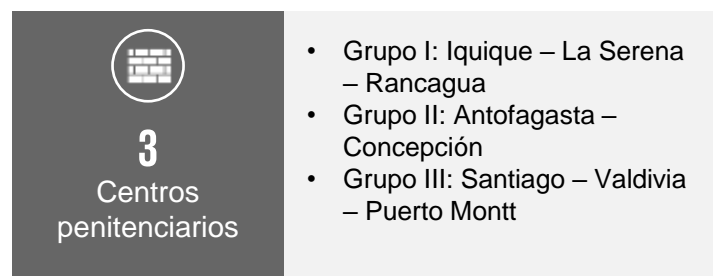 3
Centros
penitenciarios
• Grupo I: Iquique – La Serena
– Rancagua
• Grupo II: Antofagasta –
Concepción
• Grupo III: Santiago – Valdivia
– Puerto Montt